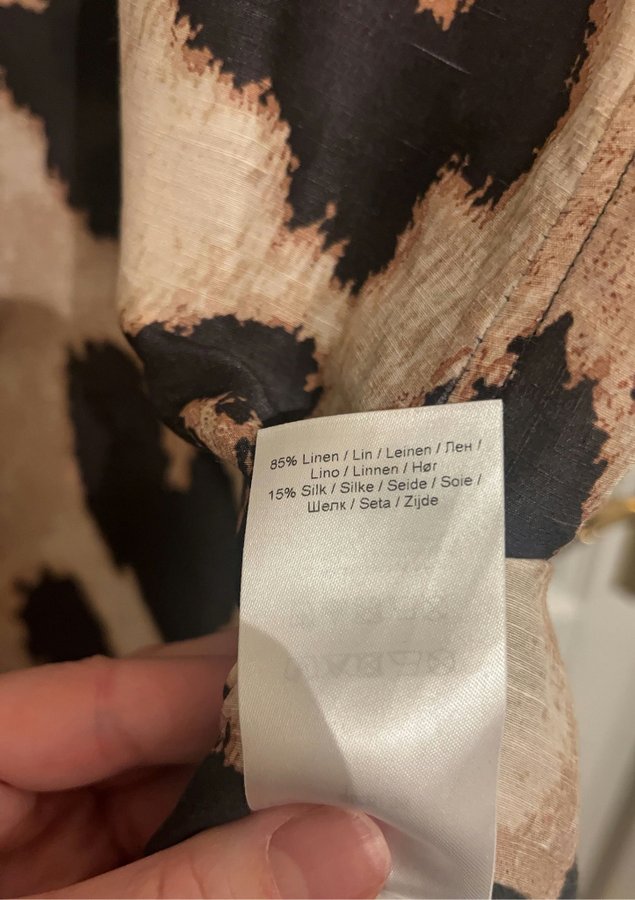 85% Linen / Lin / Leinen / Лен /
Lino / Linnen / Hør
15% Silk / Silke / Seide / Soie /
Шелк / Seta / Zijde